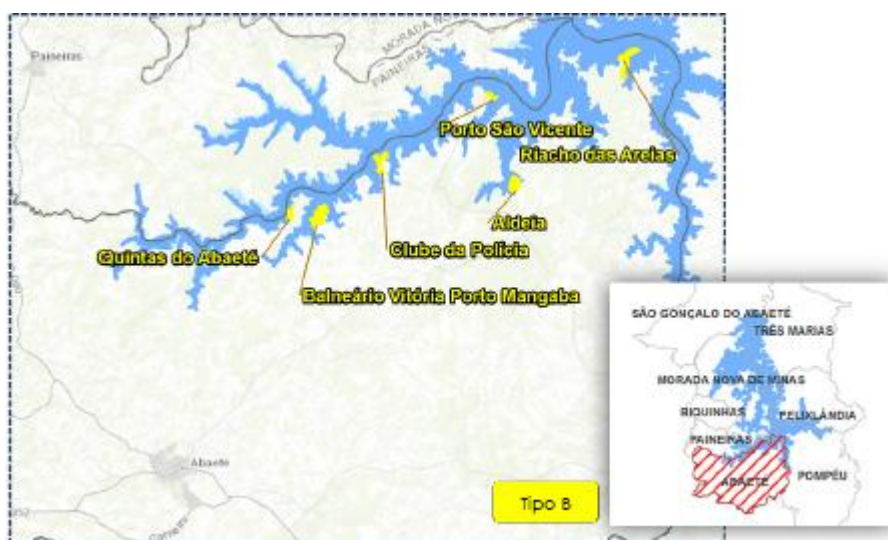 MORADA NOVA
PAINEIRAS
Paineiras
Porto São Vicente
Riacho das Areias
Aldeia
Clube da Polícia
Quintas do Abaeté
Balneário Vitória Porto Mangaba
SÃO GONÇALO DO ABAETÉ
TRÊS MARIAS
MORADA NOVA DE MINAS
BIQUINHAS
FELIXLÂNDIA
PAINEIRAS
ABAETÉ
POMPÉU
Abaeté
Tipo B